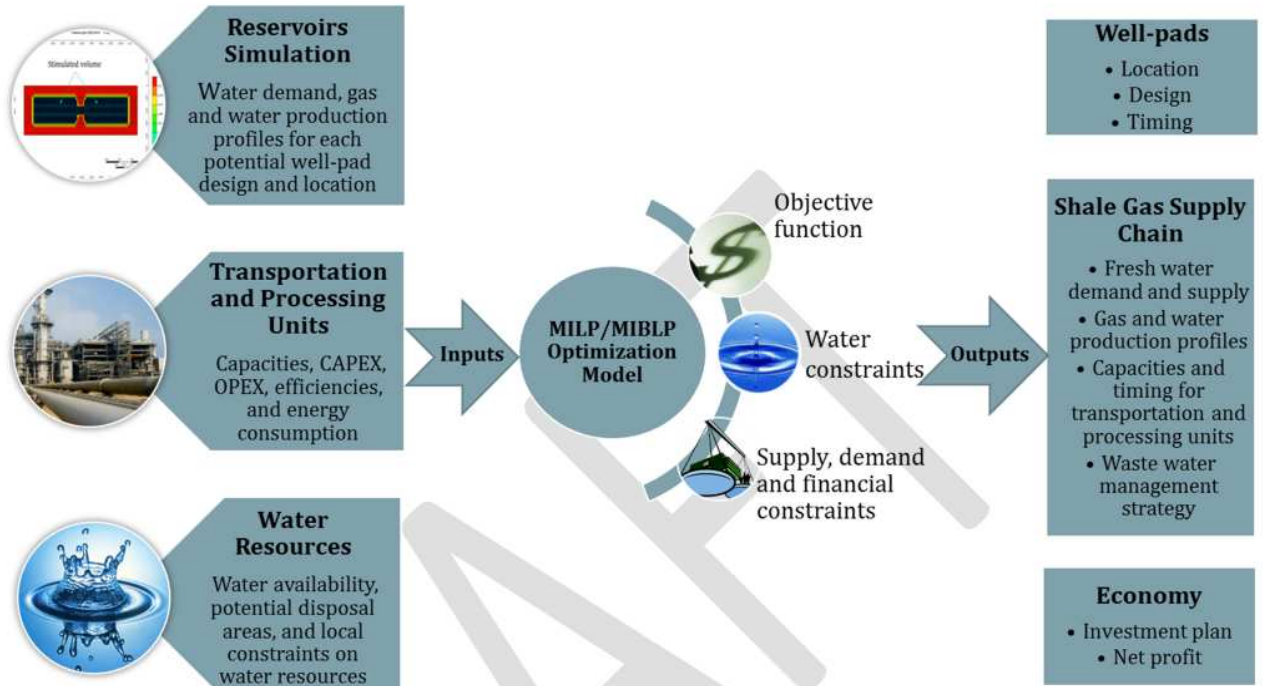 Reservoirs
Simulation
Stimulated volume
Water demand, gas
and water production
profiles for each
potential well-pad
design and location
Transportation
and Processing
Units
Capacities, CAPEX,
OPEX, efficiencies,
and energy
consumption
Water
Resources
Water availability,
potential disposal
areas, and local
constraints on
water resources
Inputs
MILP/MIBLP
Optimization
Model
Objective
function
Water
constraints
Supply, demand
and financial
constraints
Outputs
Well-pads
• Location
• Design
• Timing
Shale Gas Supply
Chain
• Fresh water
demand and supply
• Gas and water
production profiles
• Capacities and
timing for
transportation and
processing units
• Waste water
management
strategy
Economy
• Investment plan
• Net profit